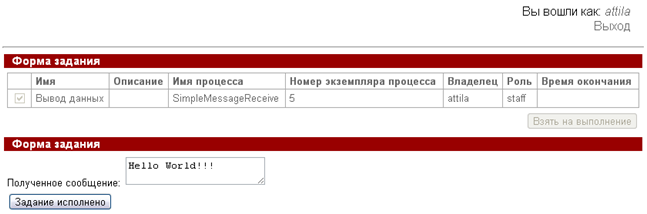 Вы вошли как: attila
Выход
Форма задания
Имя Описание Имя процесса Номер экземпляра процесса Владелец Роль Время окончания
Вывод данных SimpleMessageReceive 5 attila staff
Взять на выполнение
Форма задания
Hello World!!!
Полученное сообщение:
Задание исполнено